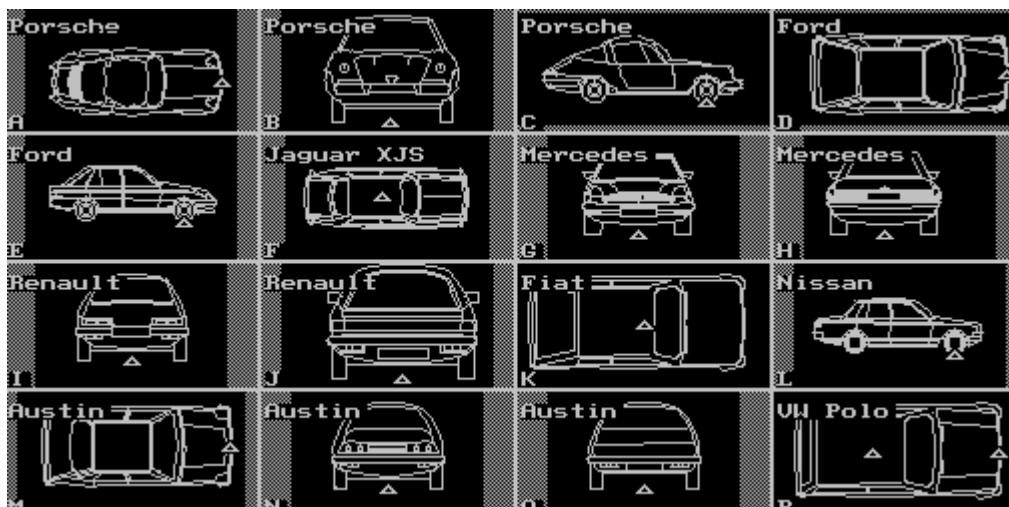 Porsche
A
Porsche
B
Porsche
C
Ford
D
Ford
E
Jaguar XJS
F
Mercedes
G
Mercedes
H
Renault
I
Renault
J
Fiat
K
Nissan
L
Austin
M
Austin
N
Austin
O
VW Polo
P